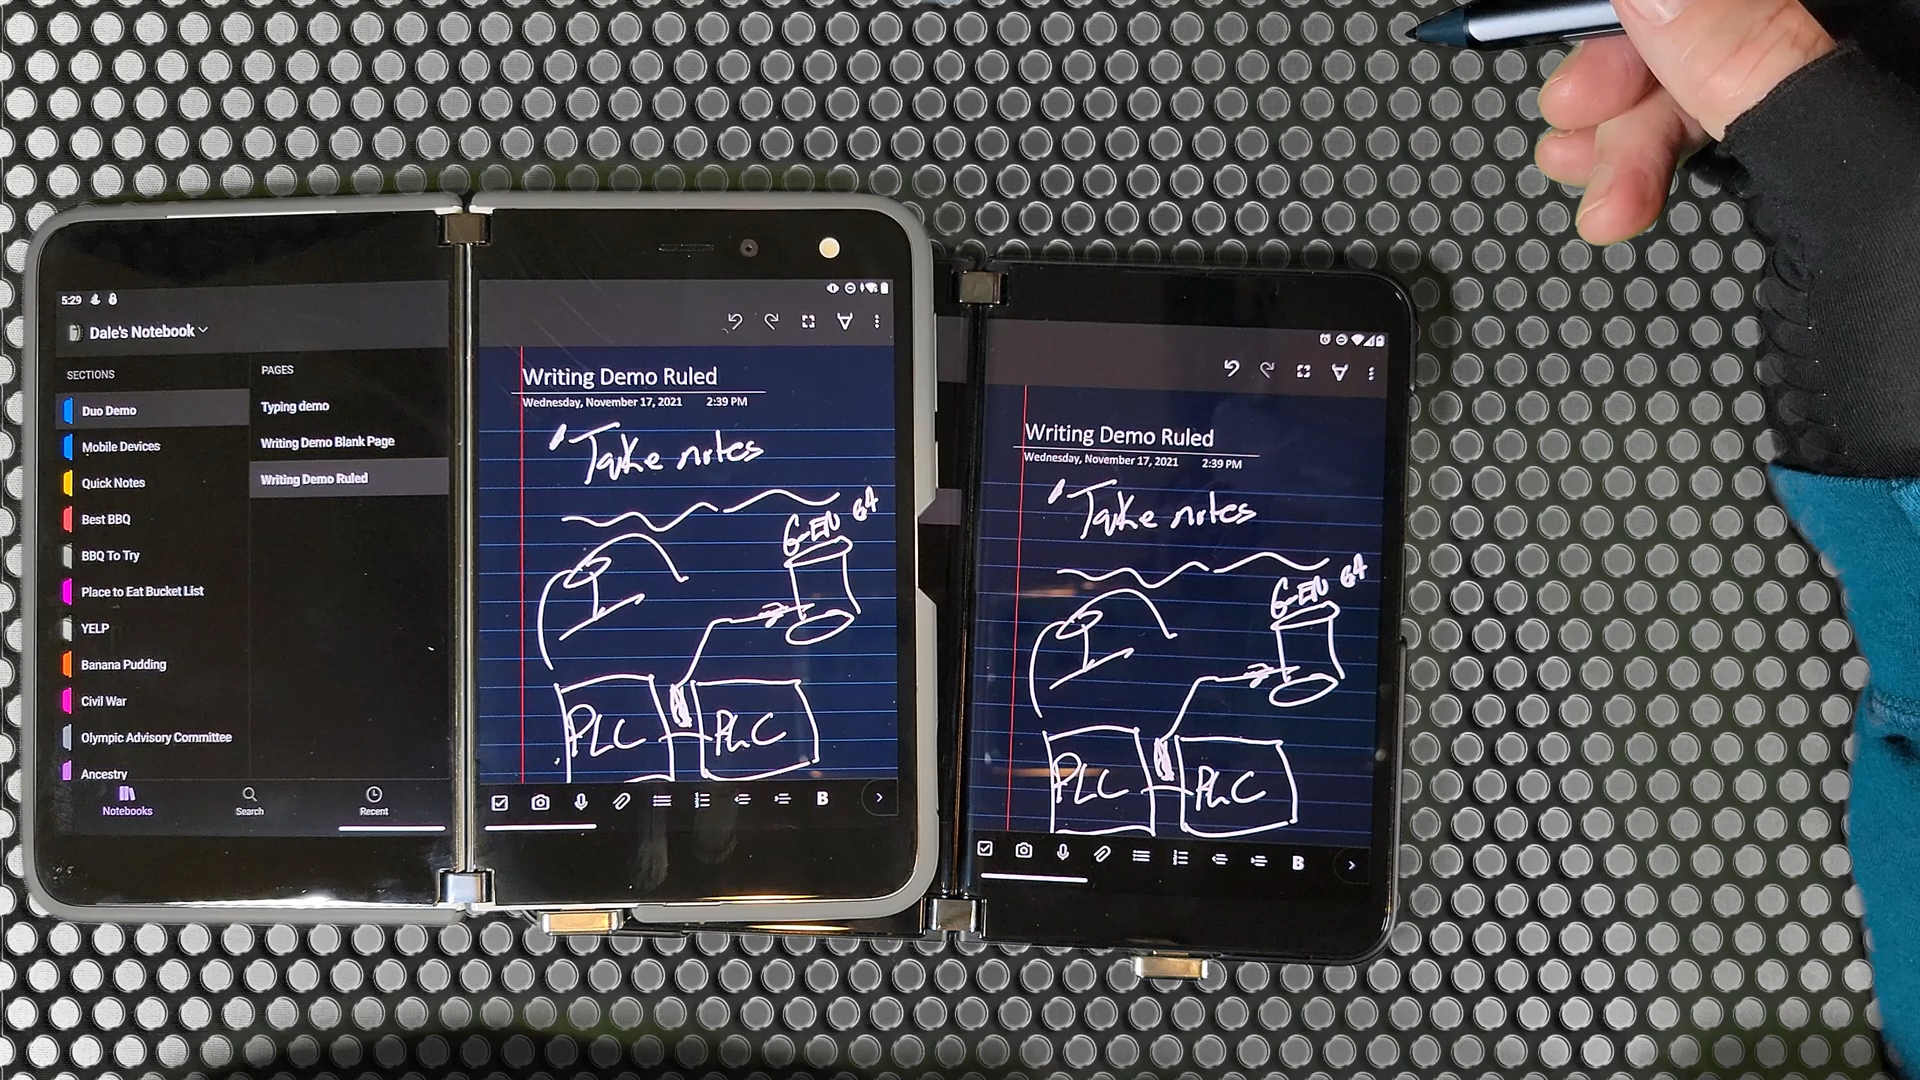 5:29
Dale's Notebook
SECTIONS
Duo Demo
Mobile Devices
Quick Notes
Best BBQ
BBQ To Try
Place to Eat Bucket List
YELP
Banana Pudding
Civil War
Olympic Advisory Committee
Ancestry
PAGES
Typing demo
Writing Demo Blank Page
Writing Demo Ruled
Notebooks
Search
Recent
Writing Demo Ruled
Wednesday, November 17, 2021 2:39 PM
Take notes
GEN
PLC PLC
B
Writing Demo Ruled
Wednesday, November 17, 2021 2:39 PM
Take notes
GEN
PLC PLC
B